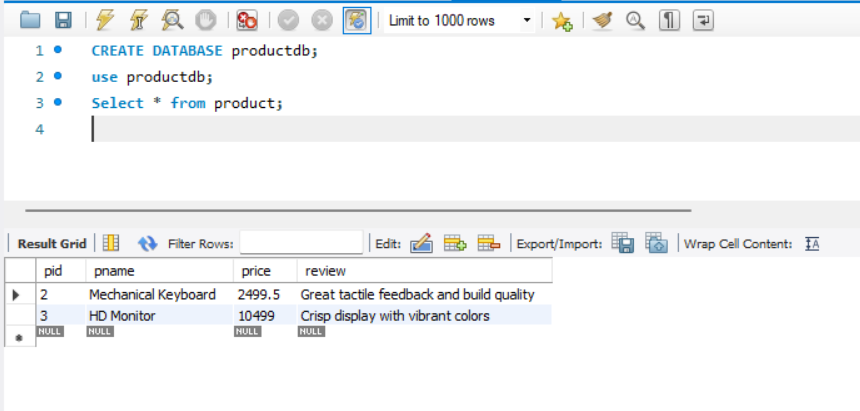 Limit to 1000 rows
1 CREATE DATABASE productdb;
2 use productdb;
3 Select * from product;
4
Result Grid Filter Rows: Edit: Export/Import: Wrap Cell Content: IA
pid pname price review
2 Mechanical Keyboard 2499.5 Great tactile feedback and build quality
3 HD Monitor 10499 Crisp display with vibrant colors
NULL NULL NULL NULL